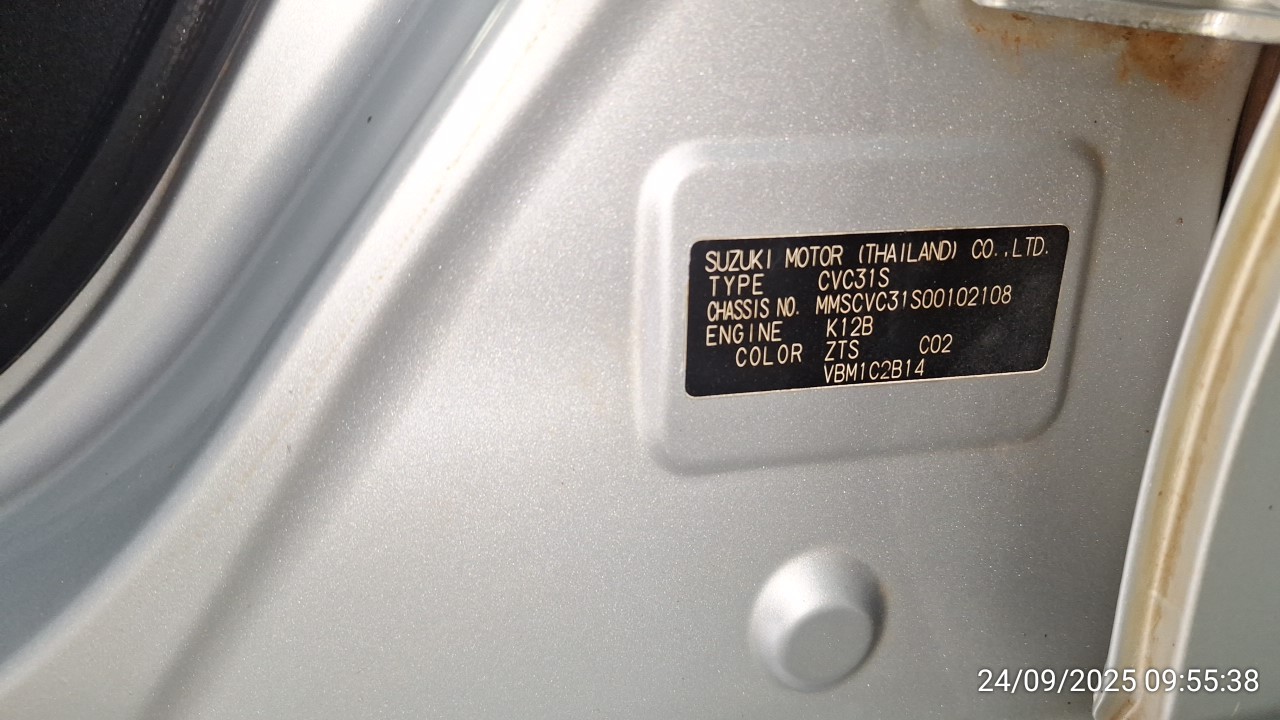 SUZUKI MOTOR (THAILAND) CO.,LTD.
TYPE CVC31S
CHASSIS NO. MMSCVC31S00102108
ENGINE K12B
COLOR ZTS C02
VBM1C2B14
24/09/2025 09:55:38